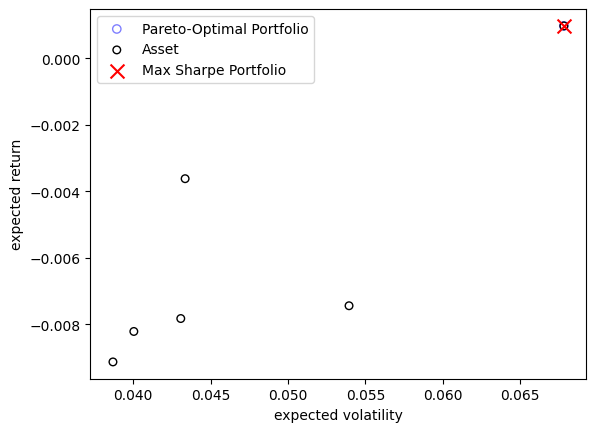 Pareto-Optimal Portfolio
Asset
Max Sharpe Portfolio
0.000
−0.002
−0.004
−0.006
−0.008
expected return
0.040 0.045 0.050 0.055 0.060 0.065
expected volatility